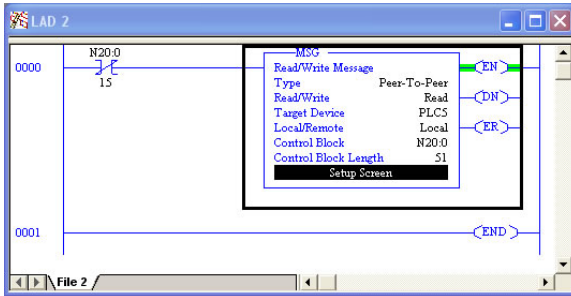 LAD 2
N20:0
0000
15
MSG
Read/Write Message
Type Peer-To-Peer
Read/Write Read
Target Device PLC5
Local/Remote Local
Control Block N20:0
Control Block Length 51
Setup Screen
EN
DN
ER
0001
END
File 2